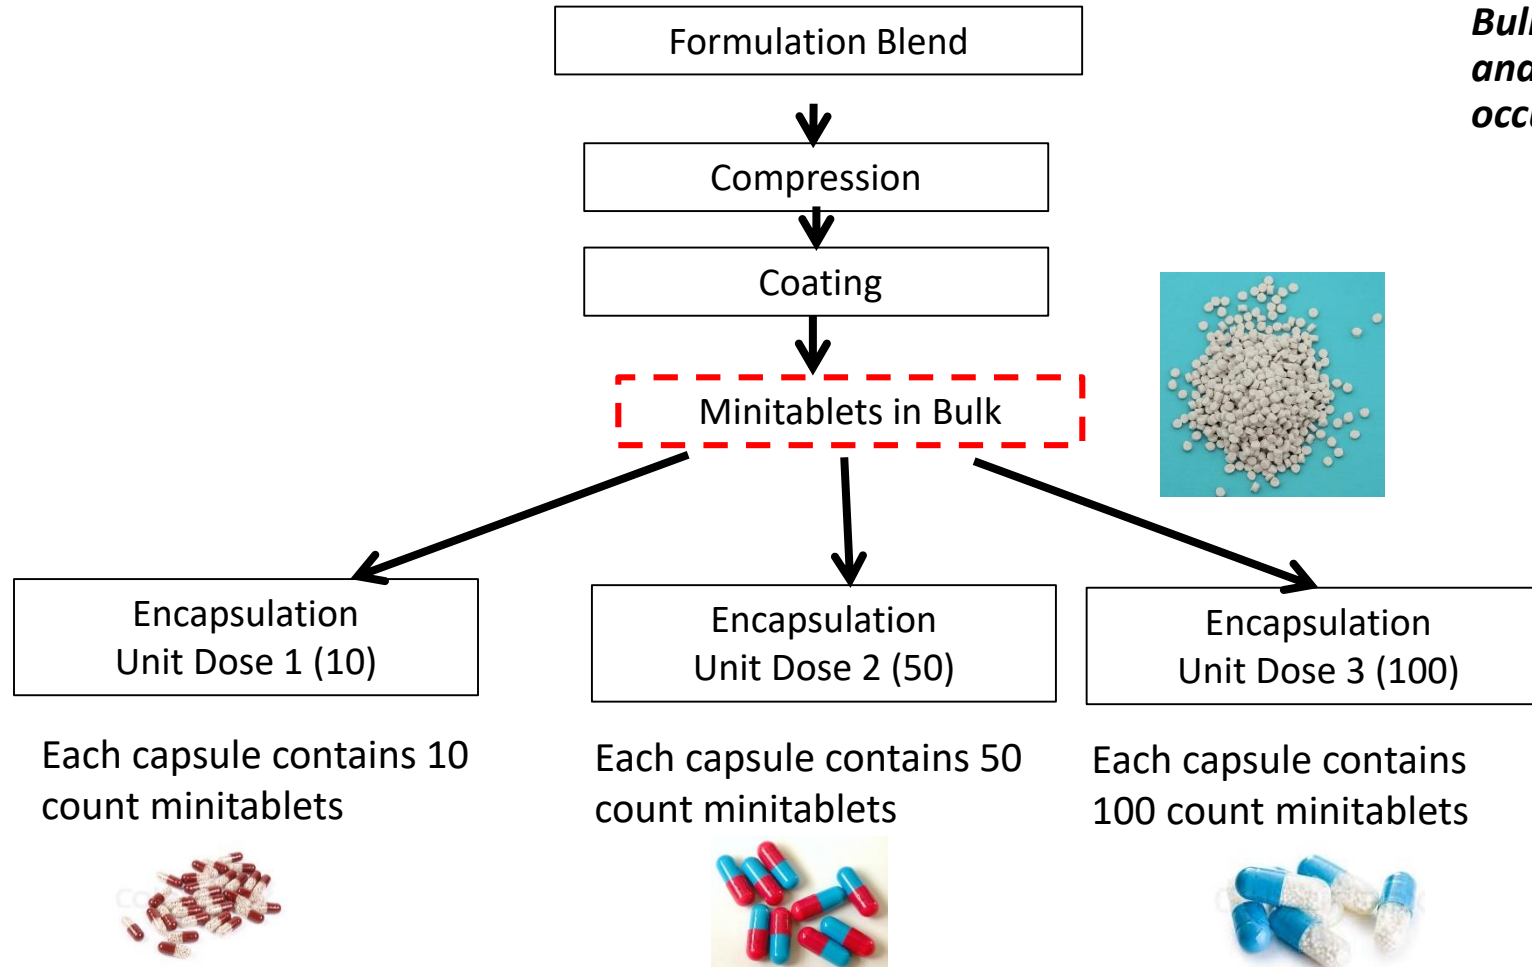 Formulation Blend
and
Compression
Coating
Minitablets in Bulk
Encapsulation
Unit Dose 1 (10)
Encapsulation
Unit Dose 2 (50)
Encapsulation
Unit Dose 3 (100)
Each capsule contains 10
count minitablets
Each capsule contains 50
count minitablets
Each capsule contains
100 count minitablets